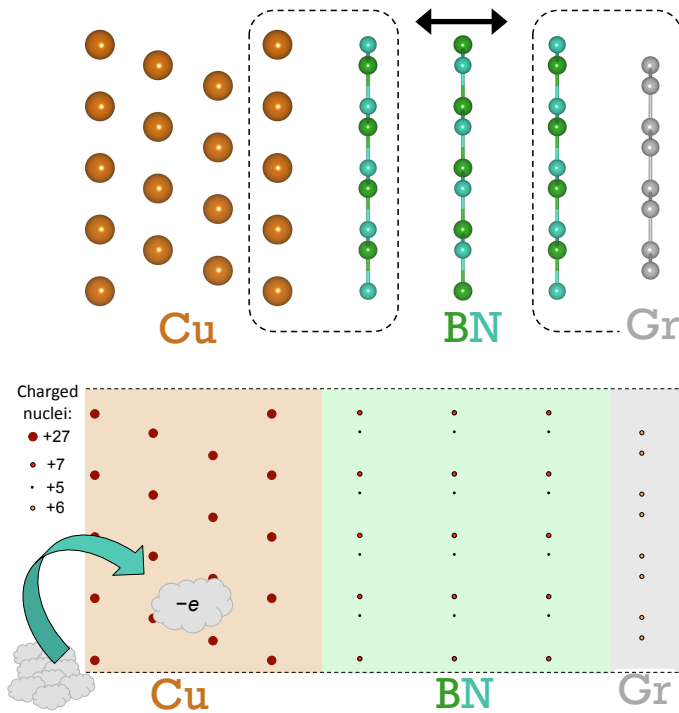 Cu
BN
Gr
Charged
nuclei:
+27
+7
+5
+6
−e
Cu
BN
Gr